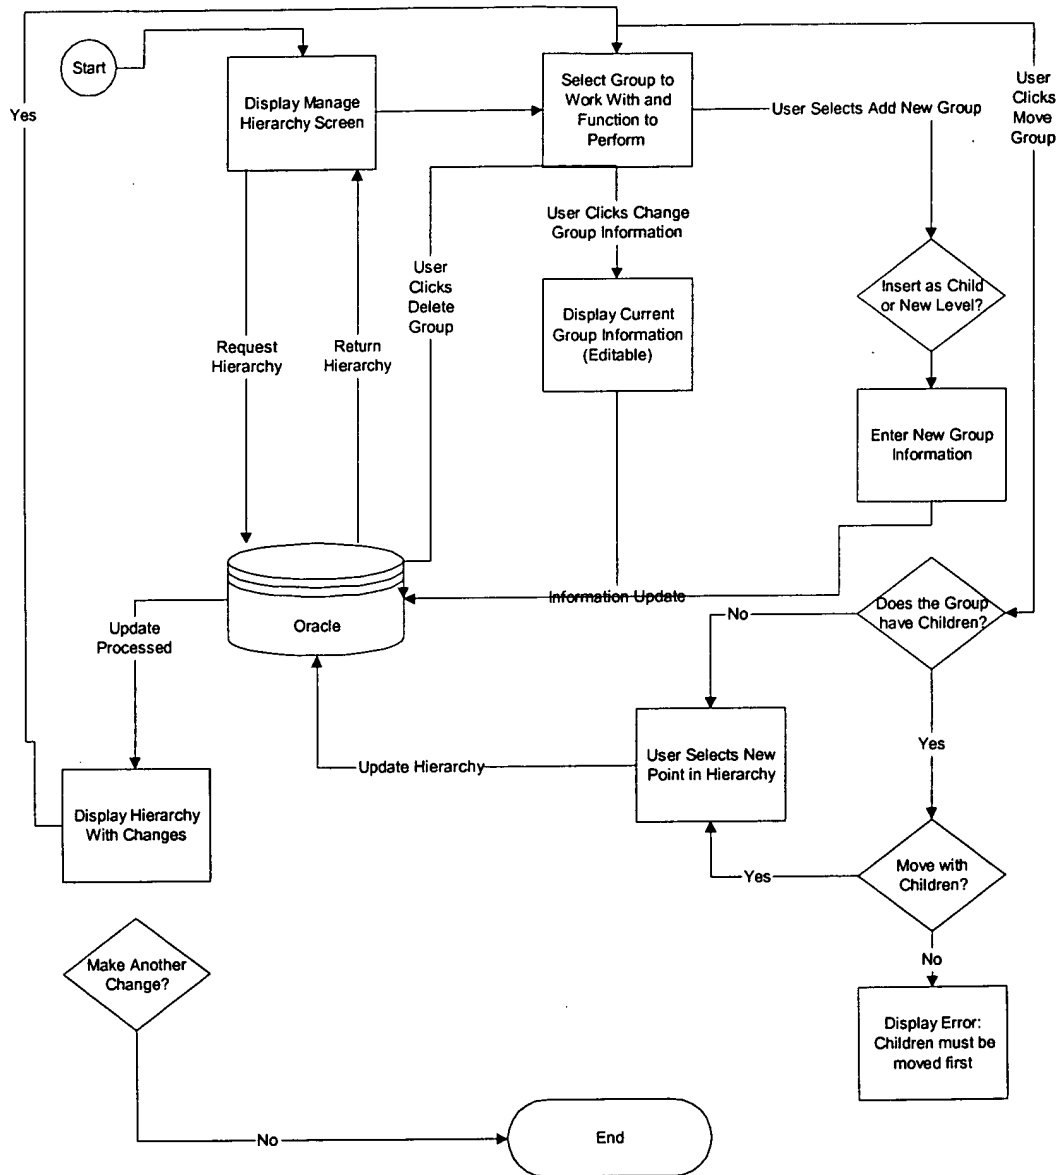 Start
Yes
Display Manage
Hierarchy Screen
Select Group to
Work With and
Function to
Perform
User Selects Add New Group
User
Clicks
Move
Group
User Clicks Change
Group Information
User
Clicks
Delete
Group
Insert as Child
or New Level?
Display Current
Group Information
(Editable)
Request
Hierarchy
Return
Hierarchy
Enter New Group
Information
Information Update
Oracle
Update
Processed
No
Does the Group
have Children?
Yes
User Selects New
Point in Hierarchy
Update Hierarchy
Display Hierarchy
With Changes
Move with
Children?
Yes
No
Make Another
Change?
Display Error:
Children must be
moved first
No
End